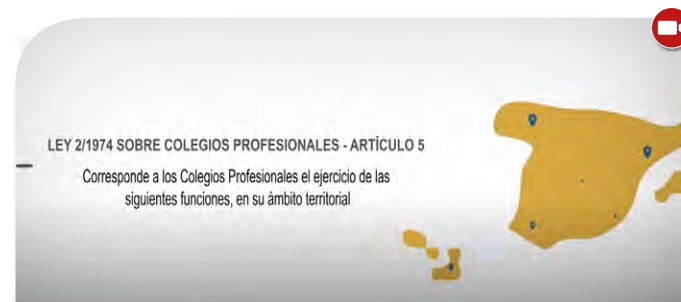 LEY 2/1974 SOBRE COLEGIOS PROFESIONALES - ARTÍCULO 5
Corresponde a los Colegios Profesionales el ejercicio de las
siguientes funciones, en su ámbito territorial